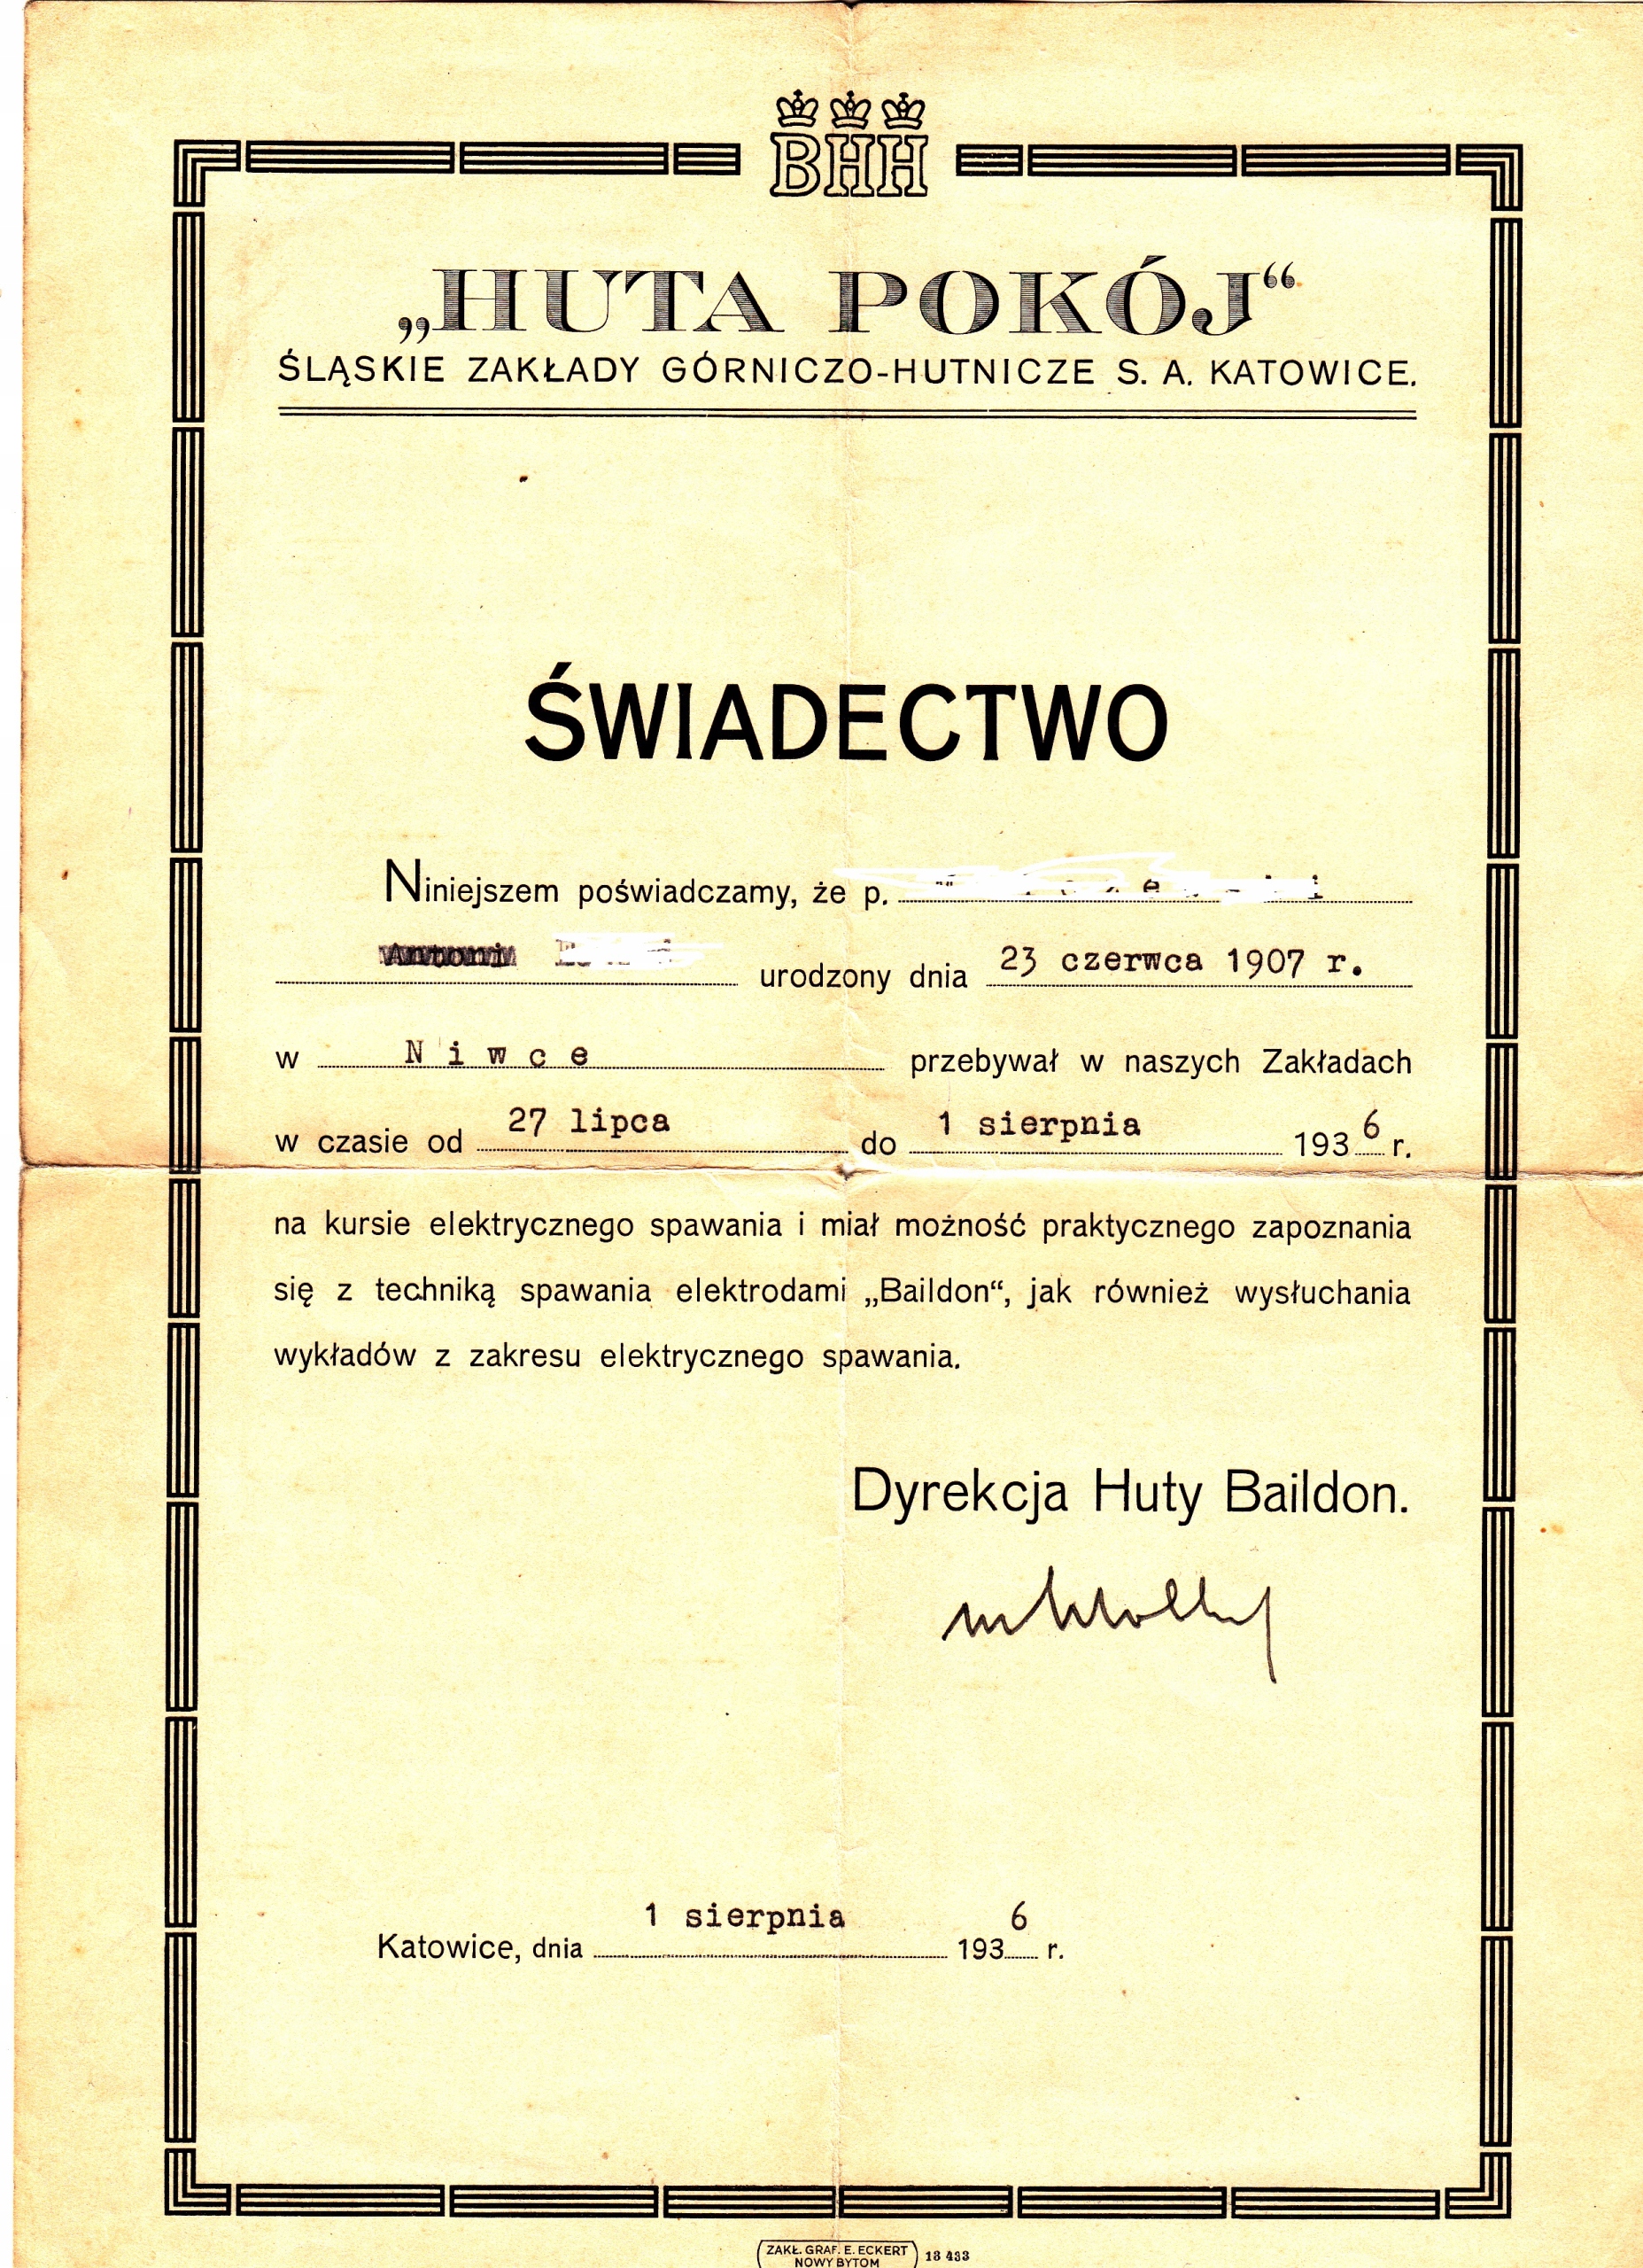 BHH
„HUTA POKÓJ“
ŚLĄSKIE ZAKŁADY GÓRNICZO-HUTNICZE S. A. KATOWICE.
ŚWIADECTWO
Niniejszem poświadczamy, że p.
urodzony dnia 23 czerwca 1907 r.
w Niwce przebywał w naszych Zakładach
w czasie od 27 lipca do 1 sierpnia 1936 r.
na kursie elektrycznego spawania i miał możność praktycznego zapoznania
się z techniką spawania elektrodami „Baildon“, jak również wysłuchania
wykładów z zakresu elektrycznego spawania.
Dyrekcja Huty Baildon.
Katowice, dnia 1 sierpnia 1936 r.
ZAKŁ. GRAF. E. ECKERT
NOWY BYTOM 13 433